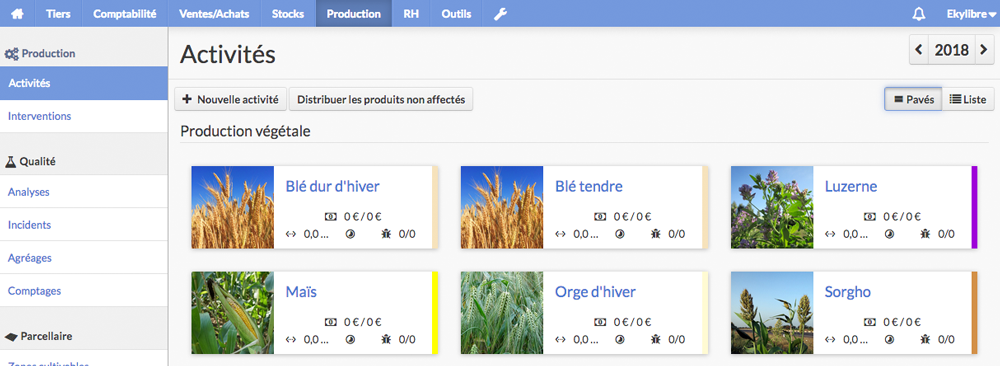 Tiers Comptabilité Ventes/Achats Stocks Production RH Outils Ekylibre
Production
Activités
Interventions
Qualité
Analyses
Incidents
Agréages
Comptages
Parcellaire
Zones cultivables
Activités
2018
Nouvelle activité Distribuer les produits non affectés Pavés Liste
Production végétale
Blé dur d'hiver
0 € / 0 €
0,0 ... 0/0
Blé tendre
0 € / 0 €
0,0 ... 0/0
Luzerne
0 € / 0 €
0,0 ... 0/0
Maïs
0 € / 0 €
0,0 ... 0/0
Orge d'hiver
0 € / 0 €
0,0 ... 0/0
Sorgho
0 € / 0 €
0,0 ... 0/0